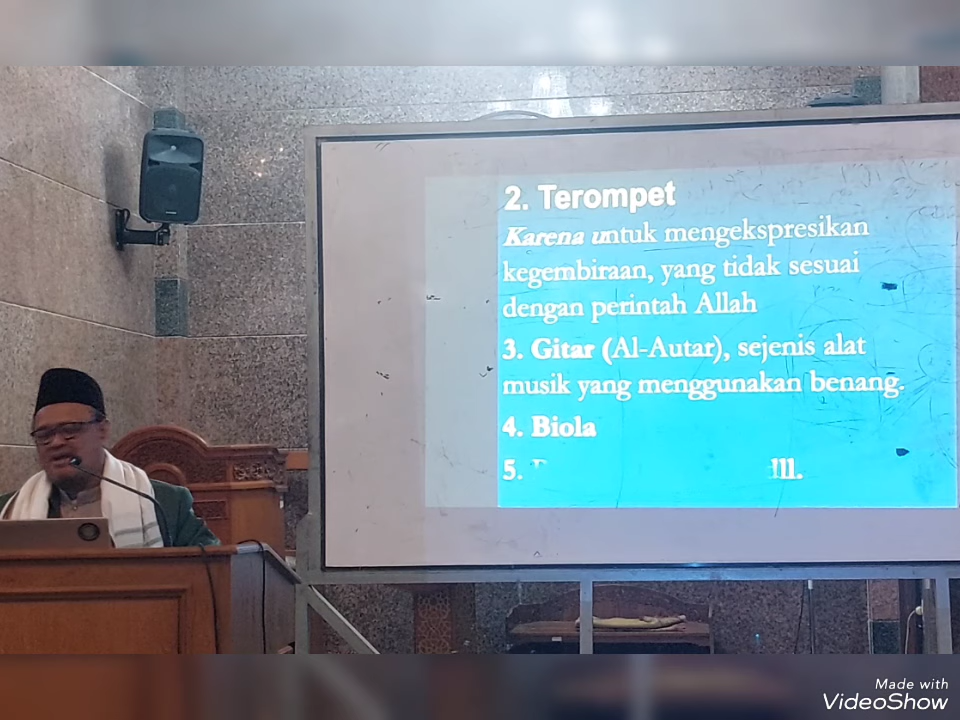 2. Terompet
Karena untuk mengekspresikan
kegembiraan, yang tidak sesuai
dengan perintah Allah
3. Gitar (Al-Autar), sejenis alat
musik yang menggunakan benang.
4. Biola
5. lll.
Made with
VideoShow